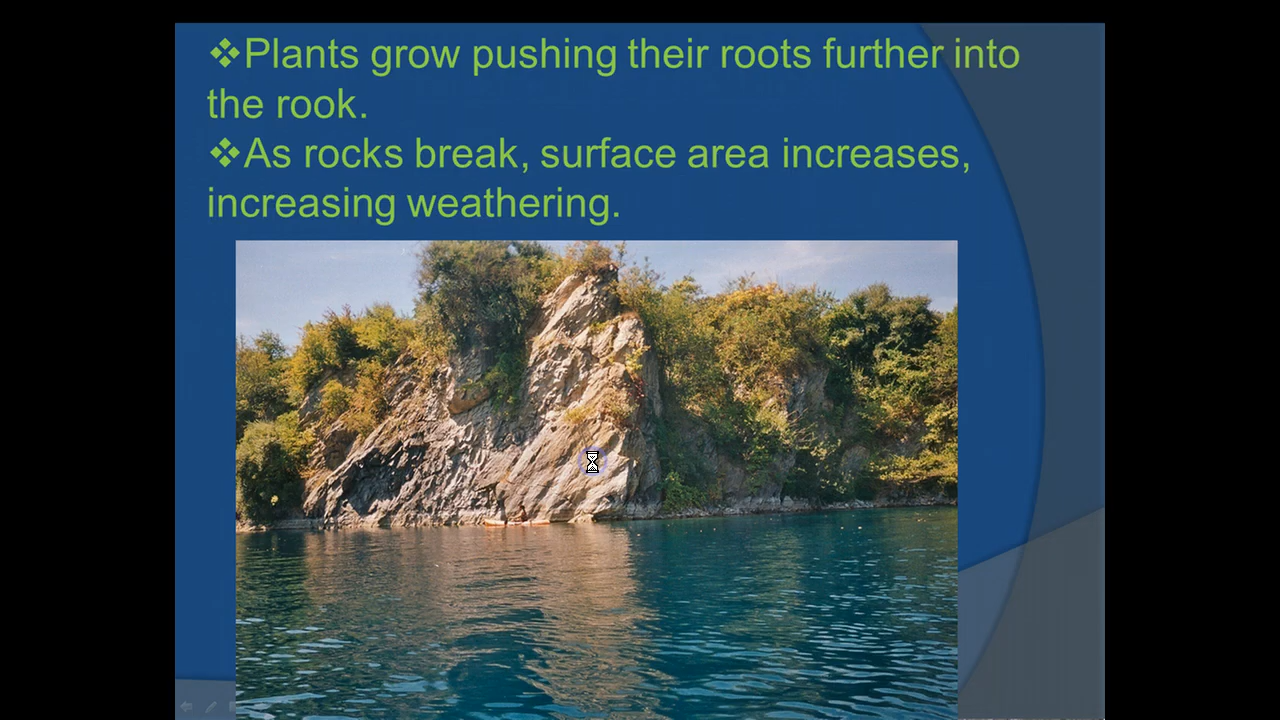 ❖Plants grow pushing their roots further into
the rook.
❖As rocks break, surface area increases,
increasing weathering.